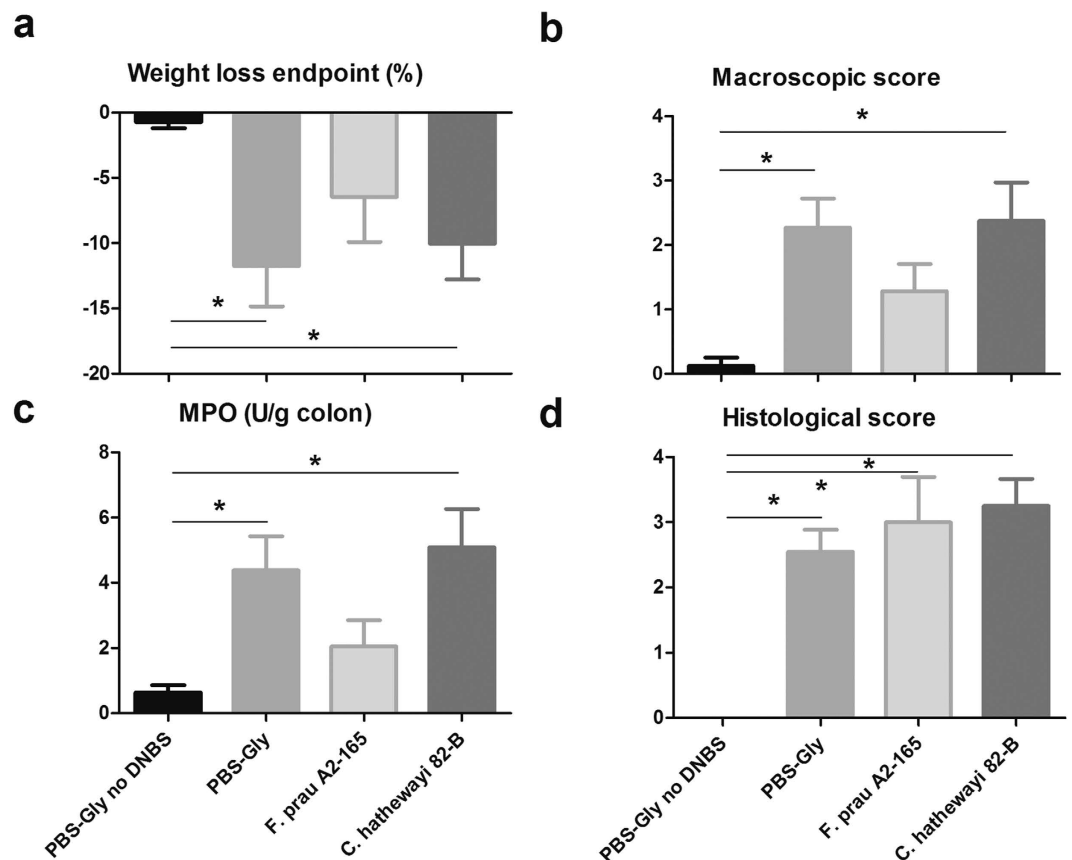 a
Weight loss endpoint (%)
0
-5
-10
-15
-20
*
*
b
Macroscopic score
4
3
2
1
0
*
*
c
MPO (U/g colon)
8
6
4
2
0
*
*
PBS-Gly no DNBS
PBS-Gly
F. prau A2-165
C. hathewayi 82-B
d
Histological score
4
3
2
1
0
*
*
*
PBS-Gly no DNBS
PBS-Gly
F. prau A2-165
C. hathewayi 82-B